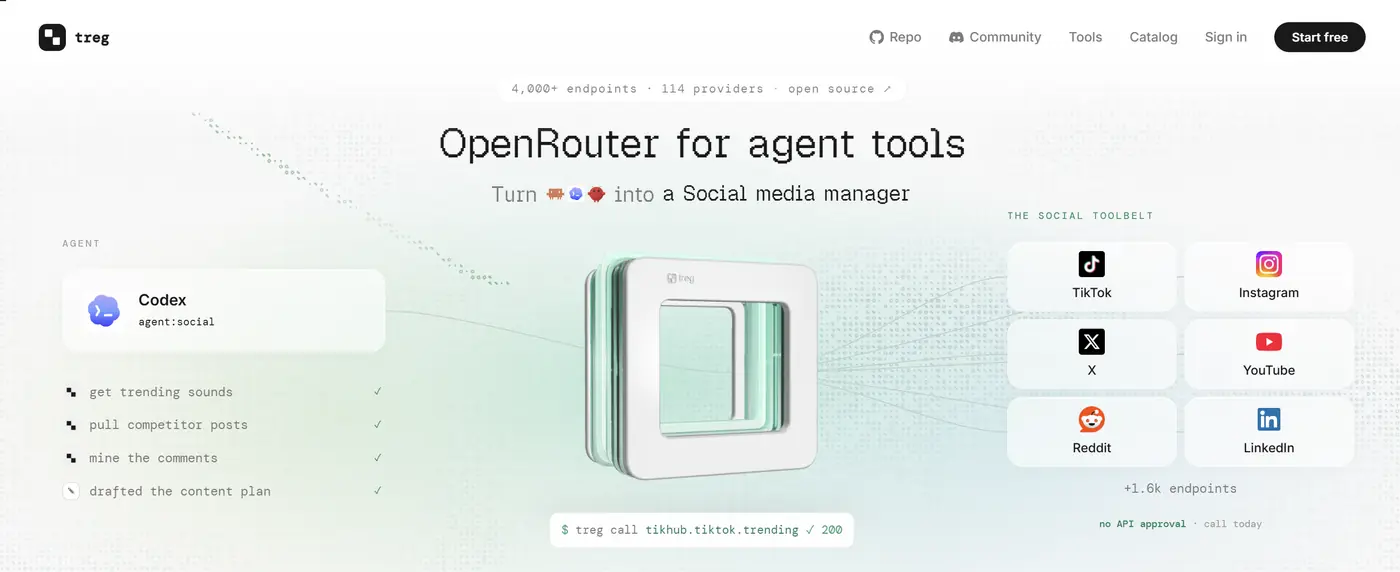 treg
Repo
Community
Tools
Catalog
Sign in
Start free
4,000+ endpoints · 114 providers · open source ↗
OpenRouter for agent tools
Turn into a Social media manager
AGENT
Codex
agent:social
get trending sounds ✓
pull competitor posts ✓
mine the comments ✓
drafted the content plan ✓
treg
$ treg call tikhub.tiktok.trending ✓ 200
THE SOCIAL TOOLBELT
TikTok
Instagram
X
YouTube
Reddit
LinkedIn
+1.6k endpoints
no API approval · call today